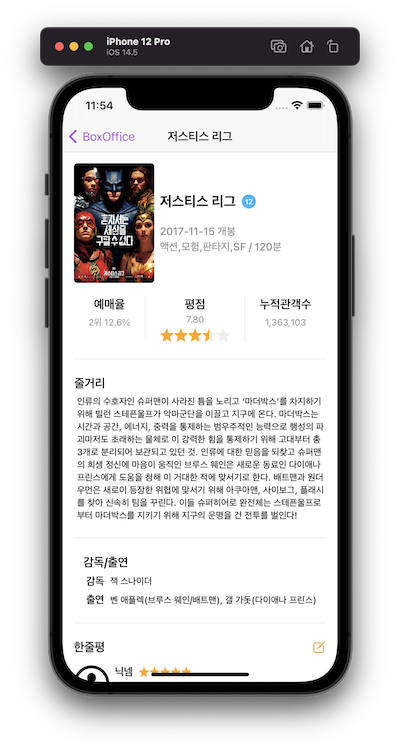 iPhone 12 Pro
iOS 14.5
11:54
BoxOffice
저스티스 리그
혼자서는
세상을
구할 수 없다
저스티스 리그
저스티스 리그 12
2017-11-15 개봉
액션,모험,판타지,SF / 120분
예매율
평점
누적관객수
2위 12.6%
7.80
1,363,103
줄거리
인류의 수호자인 슈퍼맨이 사라진 틈을 노리고 '마더박스'를 차지하기
위해 빌런 스테픈울프가 악마군단을 이끌고 지구에 온다. 마더박스는
시간과 공간, 에너지, 중력을 통제하는 범우주적인 능력으로 행성의 파
괴마저도 초래하는 물체로 이 강력한 힘을 통제하기 위해 고대부터 총
3개로 분리되어 보관되고 있던 것. 인류에 대한 믿음을 되찾고 슈퍼맨
의 희생 정신에 마음이 움직인 브루스 웨인은 새로운 동료인 다이애나
프린스에게 도움을 청해 이 거대한 적에 맞서기로 한다. 배트맨과 원더
우먼은 새로이 등장한 위협에 맞서기 위해 아쿠아맨, 사이보그, 플래시
를 찾아 신속히 팀을 꾸린다. 이들 슈퍼히어로 완전체는 스테픈울프로
부터 마더박스를 지키기 위해 지구의 운명을 건 전투를 벌인다!
감독/출연
감독 잭 스나이더
출연 벤 애플렉(브루스 웨인/배트맨), 갤 가돗(다이애나 프린스)
한줄평
닉넴